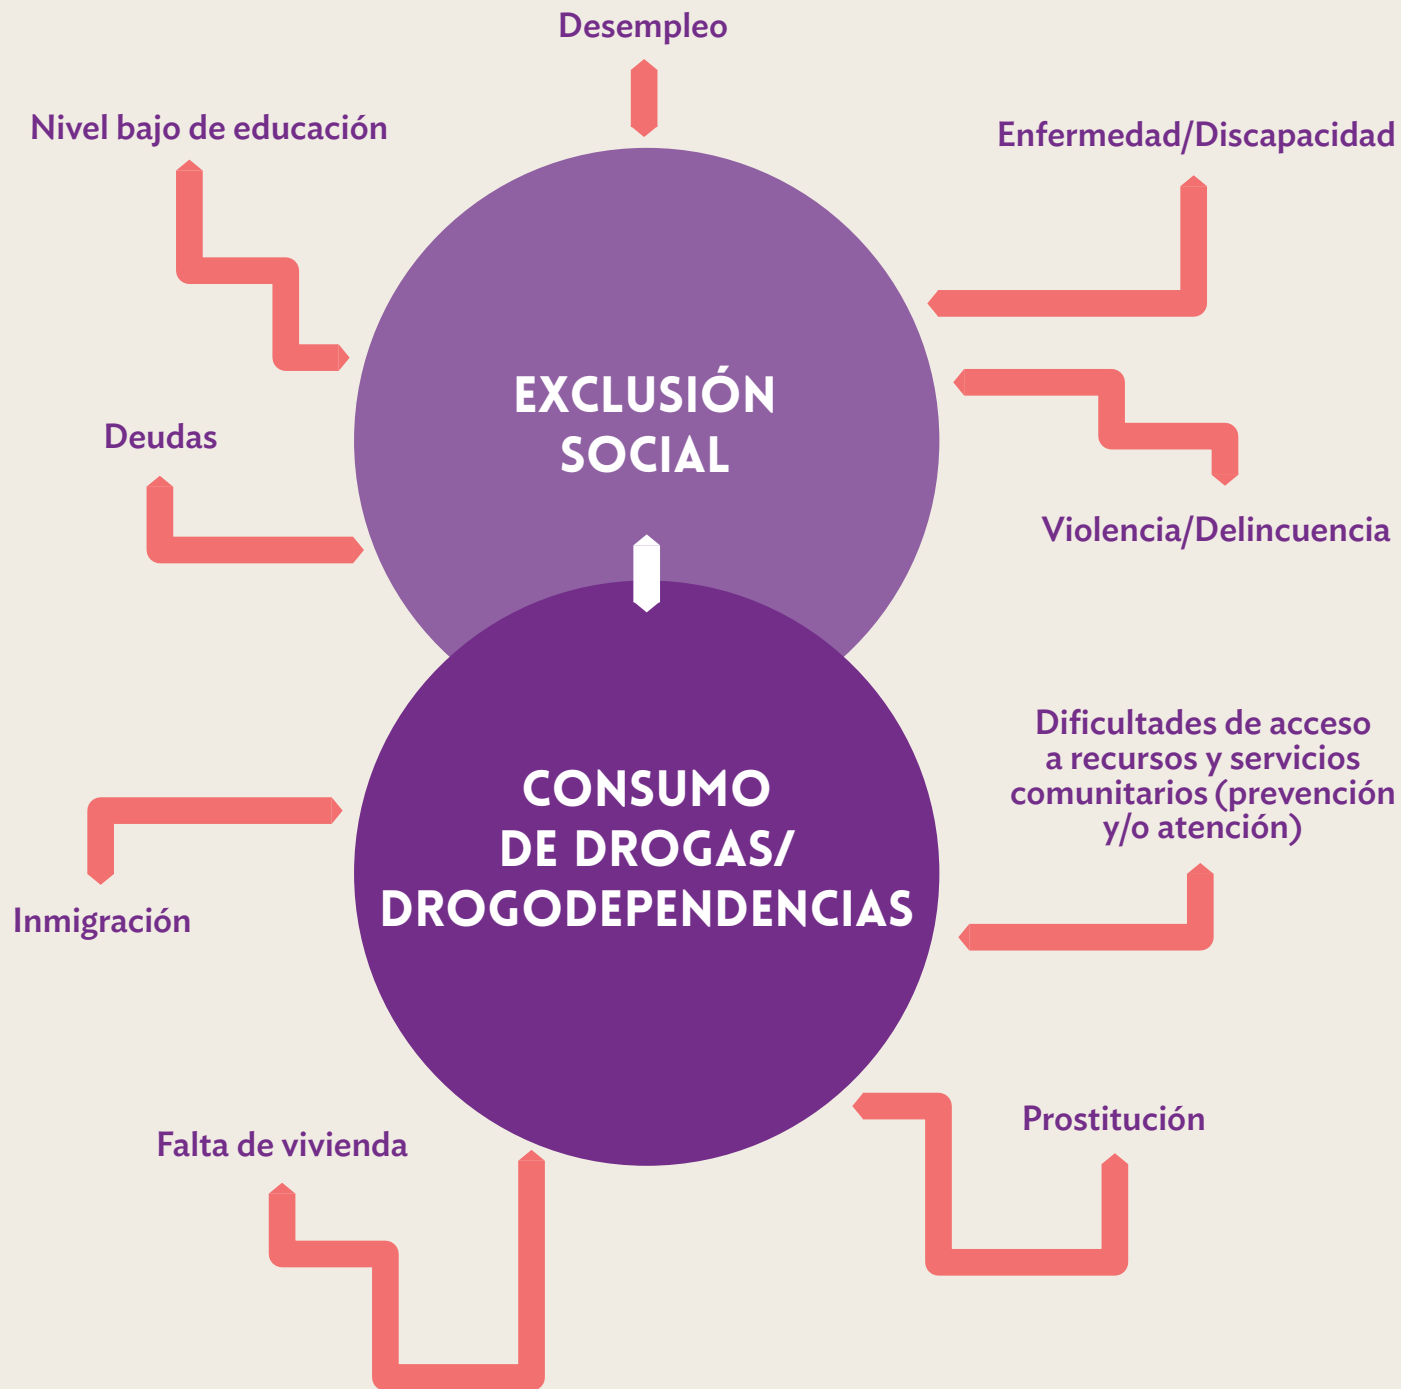 Desempleo
Nivel bajo de educación
Enfermedad/Discapacidad
EXCLUSIÓN
SOCIAL
Deudas
Violencia/Delincuencia
Dificultades de acceso
a recursos y servicios
comunitarios (prevención
y/o atención)
CONSUMO
DE DROGAS/
DROGODEPENDENCIAS
Inmigración
Prostitución
Falta de vivienda